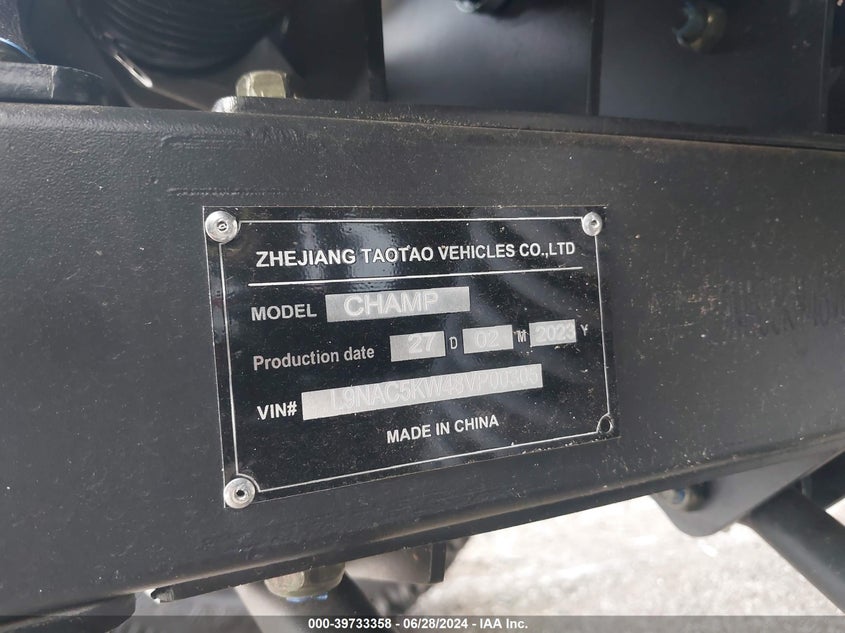 ZHEJIANG TAOTAO VEHICLES CO.,LTD
MODEL CHAMP
Production date 27 D 02 M 2023 Y
VIN#
MADE IN CHINA
000-39733358 - 06/28/2024 - IAA Inc.